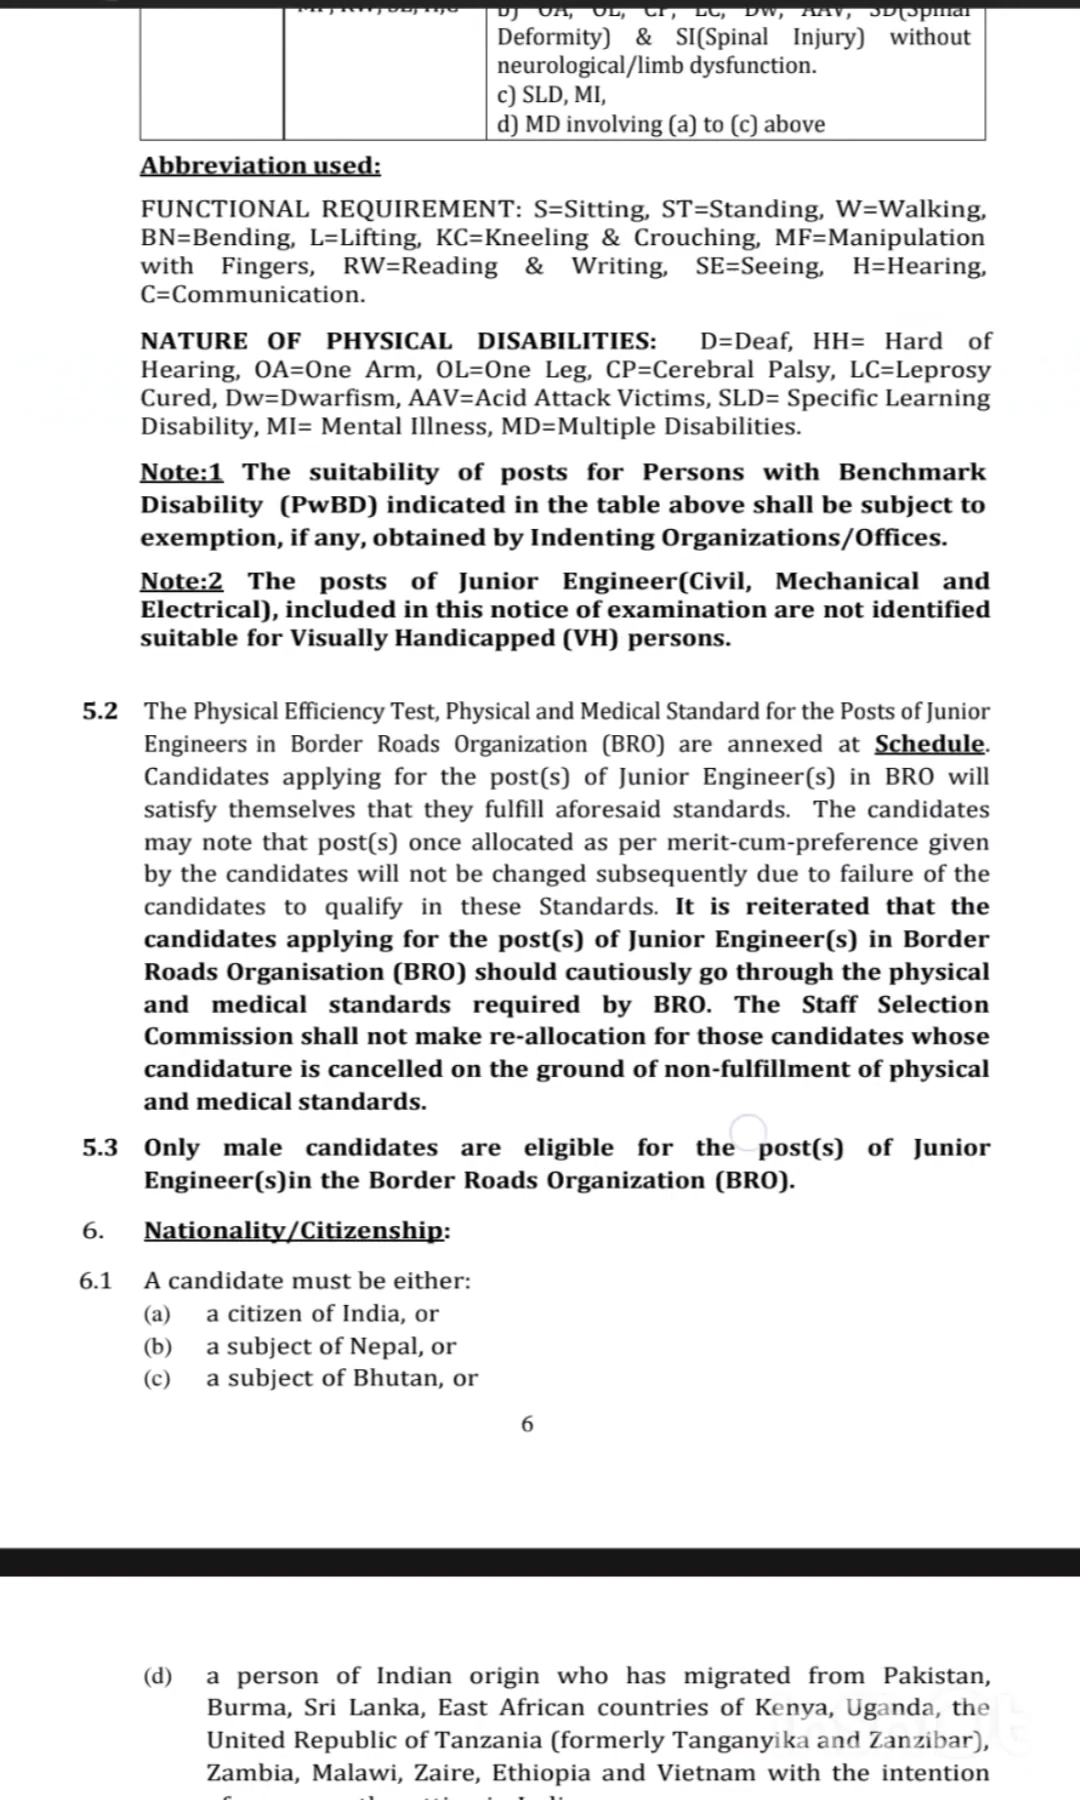 b) OA, OL, CP, LC, DW, AAV, SD(Spinal
Deformity) & SI(Spinal Injury) without
neurological/limb dysfunction.
c) SLD, MI,
d) MD involving (a) to (c) above
Abbreviation used:
FUNCTIONAL REQUIREMENT: S=Sitting, ST=Standing, W=Walking,
BN=Bending, L=Lifting, KC=Kneeling & Crouching, MF=Manipulation
with Fingers, RW=Reading & Writing, SE=Seeing, H=Hearing,
C=Communication.
NATURE OF PHYSICAL DISABILITIES: D=Deaf, HH= Hard of
Hearing, OA=One Arm, OL=One Leg, CP=Cerebral Palsy, LC=Leprosy
Cured, Dw=Dwarfism, AAV=Acid Attack Victims, SLD= Specific Learning
Disability, MI= Mental Illness, MD=Multiple Disabilities.
Note:1 The suitability of posts for Persons with Benchmark
Disability (PwBD) indicated in the table above shall be subject to
exemption, if any, obtained by Indenting Organizations/Offices.
Note:2 The posts of Junior Engineer(Civil, Mechanical and
Electrical), included in this notice of examination are not identified
suitable for Visually Handicapped (VH) persons.
5.2 The Physical Efficiency Test, Physical and Medical Standard for the Posts of Junior
Engineers in Border Roads Organization (BRO) are annexed at Schedule.
Candidates applying for the post(s) of Junior Engineer(s) in BRO will
satisfy themselves that they fulfill aforesaid standards. The candidates
may note that post(s) once allocated as per merit-cum-preference given
by the candidates will not be changed subsequently due to failure of the
candidates to qualify in these Standards. It is reiterated that the
candidates applying for the post(s) of Junior Engineer(s) in Border
Roads Organisation (BRO) should cautiously go through the physical
and medical standards required by BRO. The Staff Selection
Commission shall not make re-allocation for those candidates whose
candidature is cancelled on the ground of non-fulfillment of physical
and medical standards.
5.3 Only male candidates are eligible for the post(s) of Junior
Engineer(s)in the Border Roads Organization (BRO).
6. Nationality/Citizenship:
6.1 A candidate must be either:
(a) a citizen of India, or
(b) a subject of Nepal, or
(c) a subject of Bhutan, or
6
(d) a person of Indian origin who has migrated from Pakistan,
Burma, Sri Lanka, East African countries of Kenya, Uganda, the
United Republic of Tanzania (formerly Tanganyika and Zanzibar),
Zambia, Malawi, Zaire, Ethiopia and Vietnam with the intention